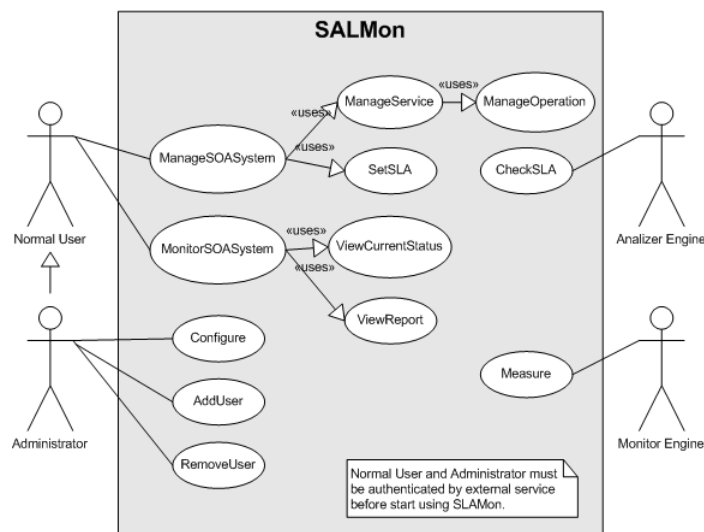 SALMon
«uses»
ManageService
ManageOperation
«uses»
ManageSOASystem
«uses»
SetSLA
CheckSLA
Normal User
Analizer Engine
MonitorSOASystem
«uses»
ViewCurrentStatus
«uses»
ViewReport
Configure
Measure
AddUser
Administrator
Monitor Engine
RemoveUser
Normal User and Administrator must
be authenticated by external service
before start using SLAMon.